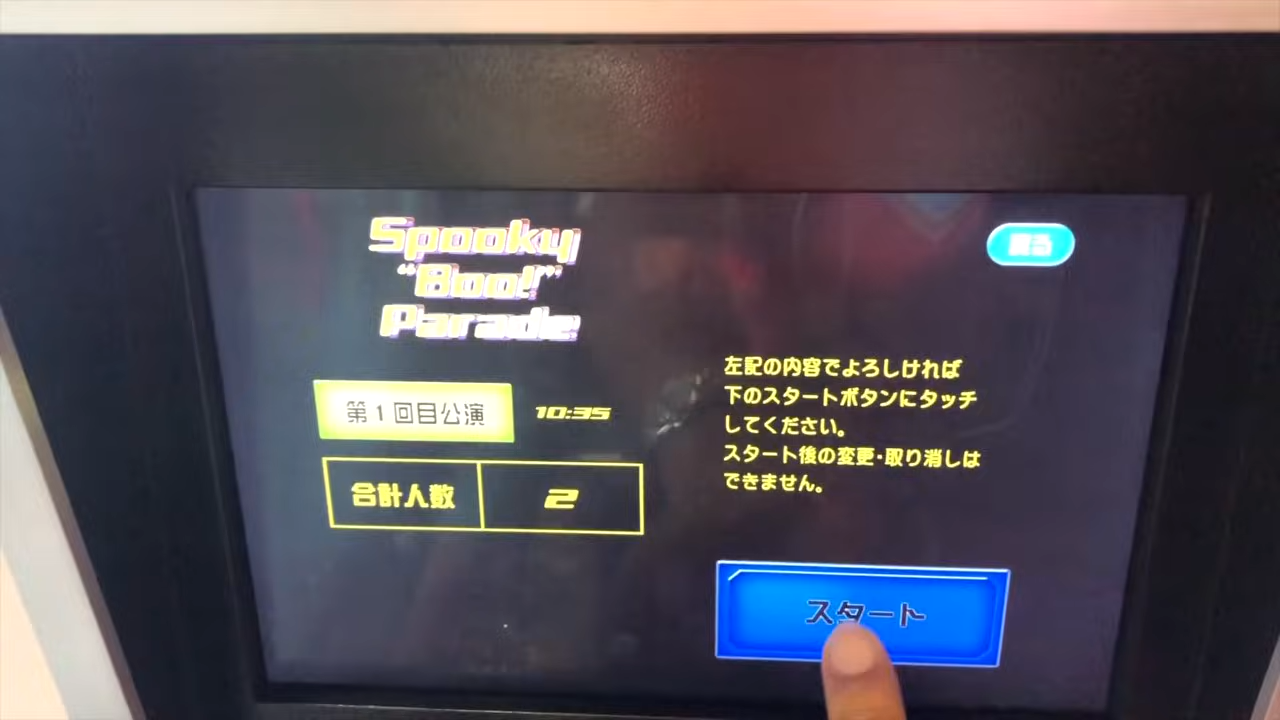 Spooky
"Boo!"
Parade
戻る
第1回目公演
10:35
合計人数
2
左記の内容でよろしければ
下のスタートボタンにタッチ
してください。
スタート後の変更・取り消しは
できません。
スタート